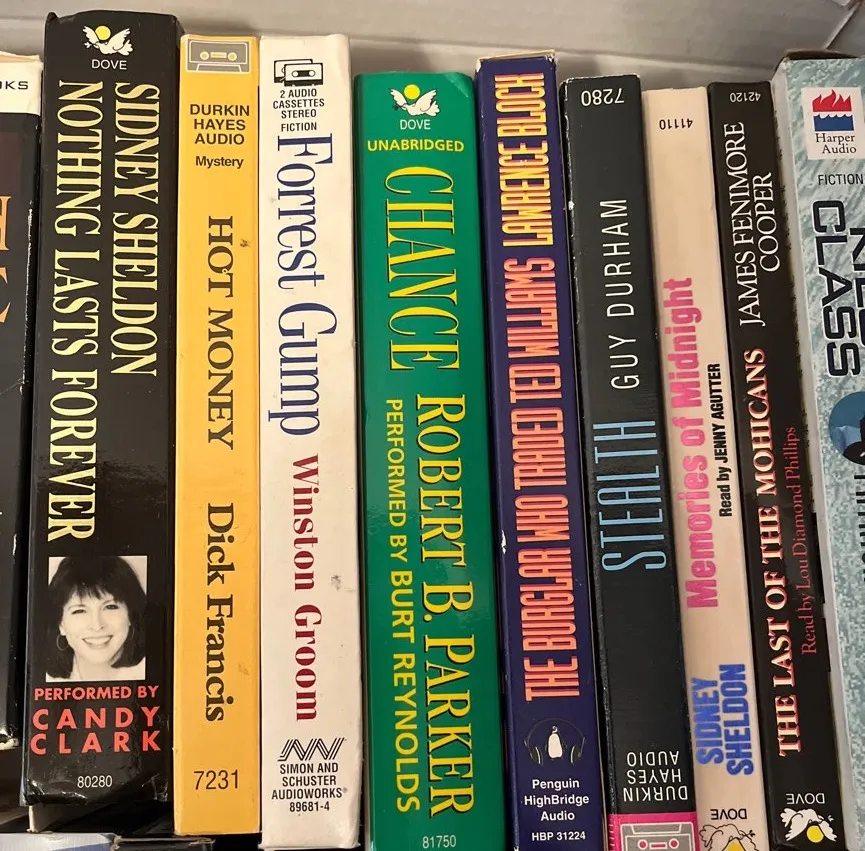 OKS
DOVE
SIDNEY SHELDON
NOTHING LASTS FOREVER
PERFORMED BY
CANDY
CLARK
80280
DURKIN
HAYES
AUDIO
Mystery
HOT MONEY
Dick Francis
7231
2 AUDIO
CASSETTES
STEREO
FICTION
Forrest Gump
Winston Groom
SIMON AND
SCHUSTER
AUDIOWORKS®
89681-4
DOVE
UNABRIDGED
CHANCE
ROBERT B. PARKER
PERFORMED BY BURT REYNOLDS
81750
LAWRENCE BLOCK
THE BURGLAR WHO TRADED TED WILLIAMS
Penguin
HighBridge
Audio
HBP 31224
7280
GUY DURHAM
STEALTH
DURKIN
HAYES
AUDIO
41110
Memories of Midnight
Read by JENNY AGUTTER
SIDNEY
SHELDON
DOVE
42120
JAMES FENIMORE
COOPER
THE LAST OF THE MOHICANS
Read by Lou Diamond Phillips
DOVE
Harper
Audio
FICTION
CLASS